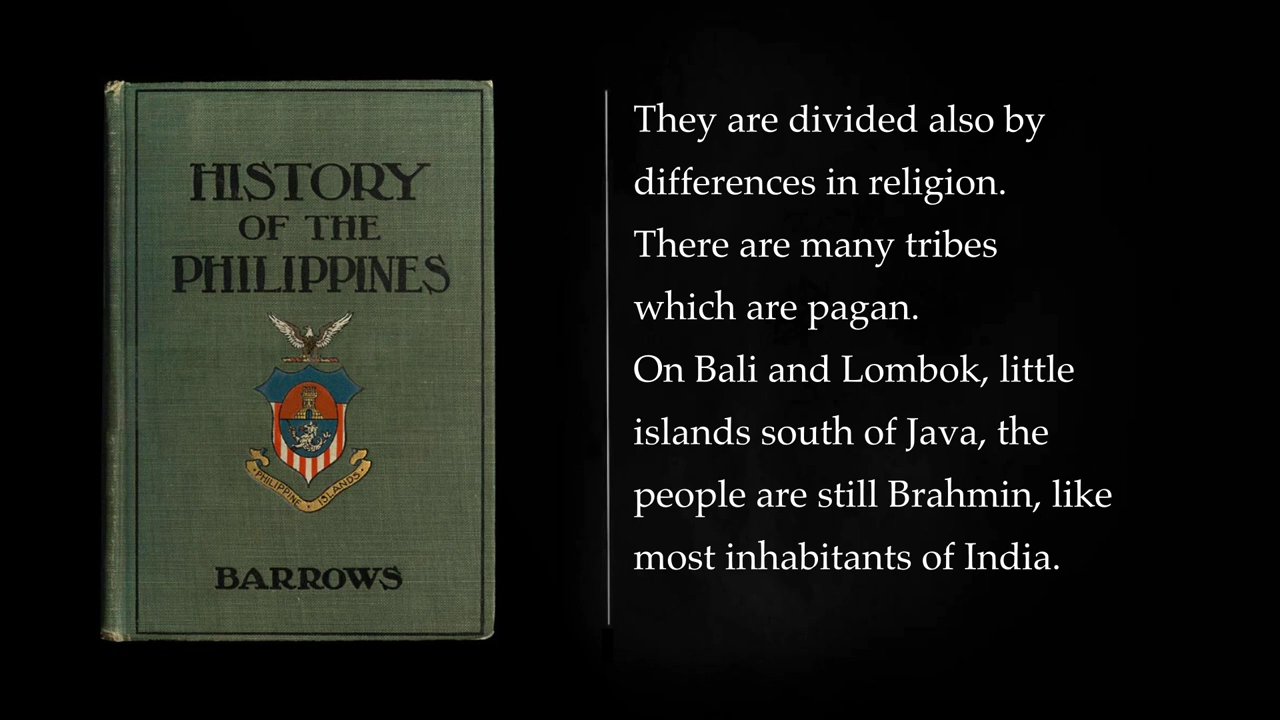 HISTORY
OF THE
PHILIPPINES
PHILIPPINE ISLANDS
BARROWS
They are divided also by
differences in religion.
There are many tribes
which are pagan.
On Bali and Lombok, little
islands south of Java, the
people are still Brahmin, like
most inhabitants of India.